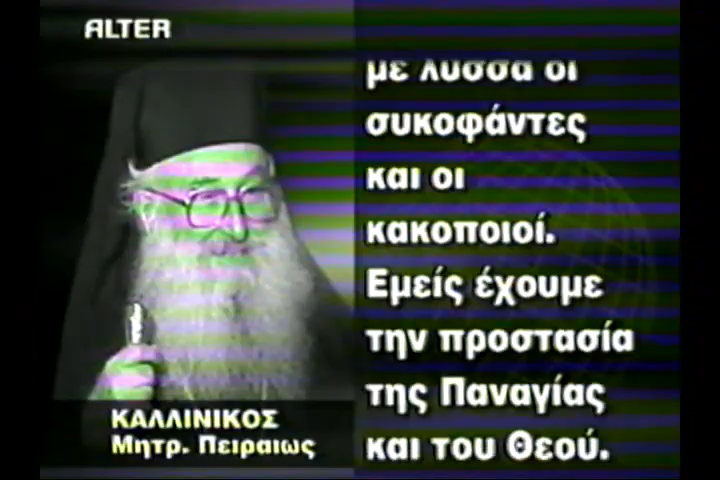 ALTER
με λύσσα οι
συκοφάντες
και οι
κακοποιοί.
Εμείς έχουμε
την προστασία
της Παναγίας
και του Θεού.
ΚΑΛΛΙΝΙΚΟΣ
Μητρ. Πειραιως